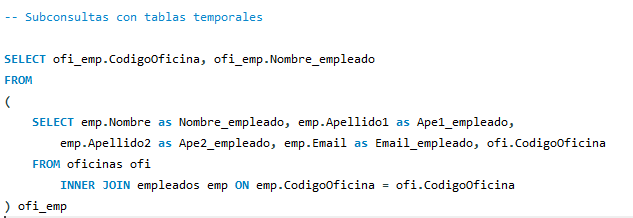 -- Subconsultas con tablas temporales
SELECT ofi_emp.CodigoOficina, ofi_emp.Nombre_empleado
FROM
(
SELECT emp.Nombre as Nombre_empleado, emp.Apellido1 as Ape1_empleado,
emp.Apellido2 as Ape2_empleado, emp.Email as Email_empleado, ofi.CodigoOficina
FROM oficinas ofi
INNER JOIN empleados emp ON emp.CodigoOficina = ofi.CodigoOficina
) ofi_emp